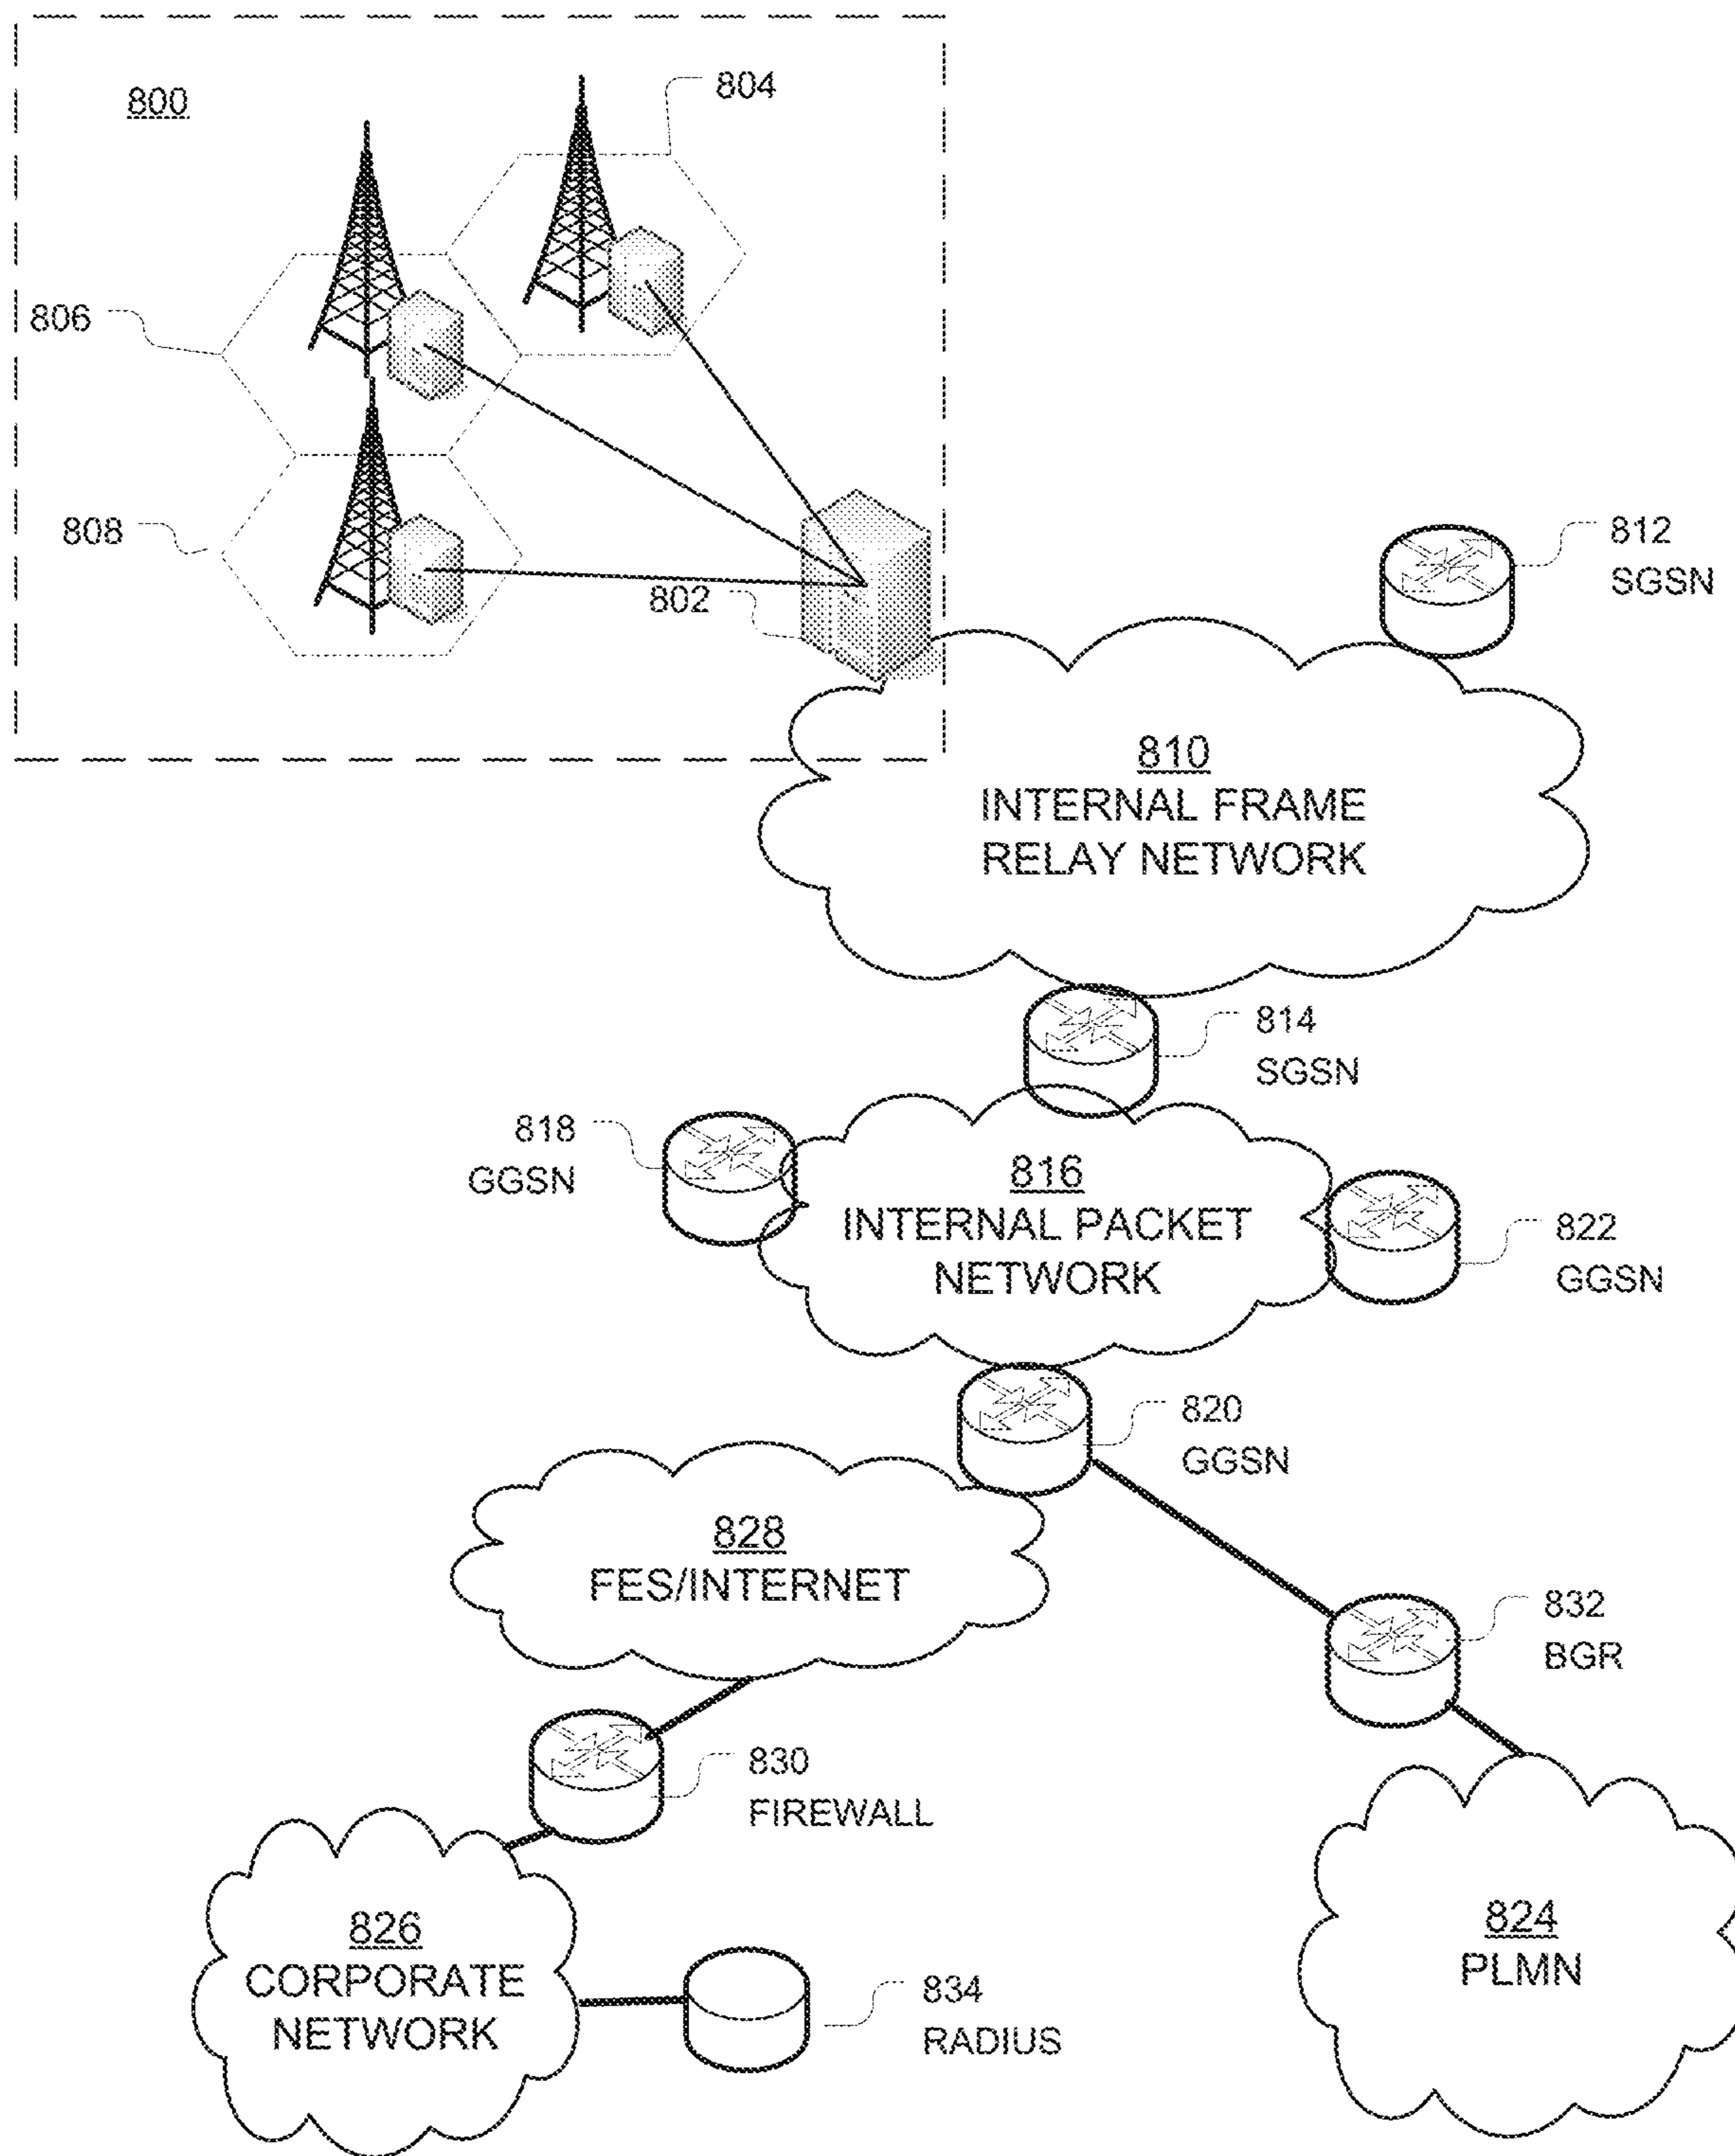 800
804
806
808
802
812
SGSN
810
INTERNAL FRAME
RELAY NETWORK
814
SGSN
818
GGSN
816
INTERNAL PACKET
NETWORK
822
GGSN
820
GGSN
828
FES/INTERNET
832
BGR
830
FIREWALL
826
CORPORATE
NETWORK
834
RADIUS
824
PLMN